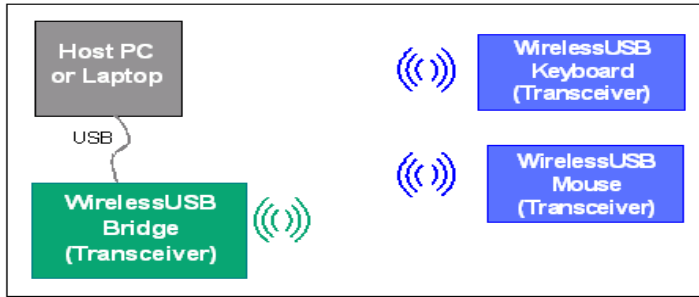 Host PC
or Laptop
USB
WirelessUSB
Bridge
(Transceiver)
WirelessUSB
Keyboard
(Transceiver)
WirelessUSB
Mouse
(Transceiver)